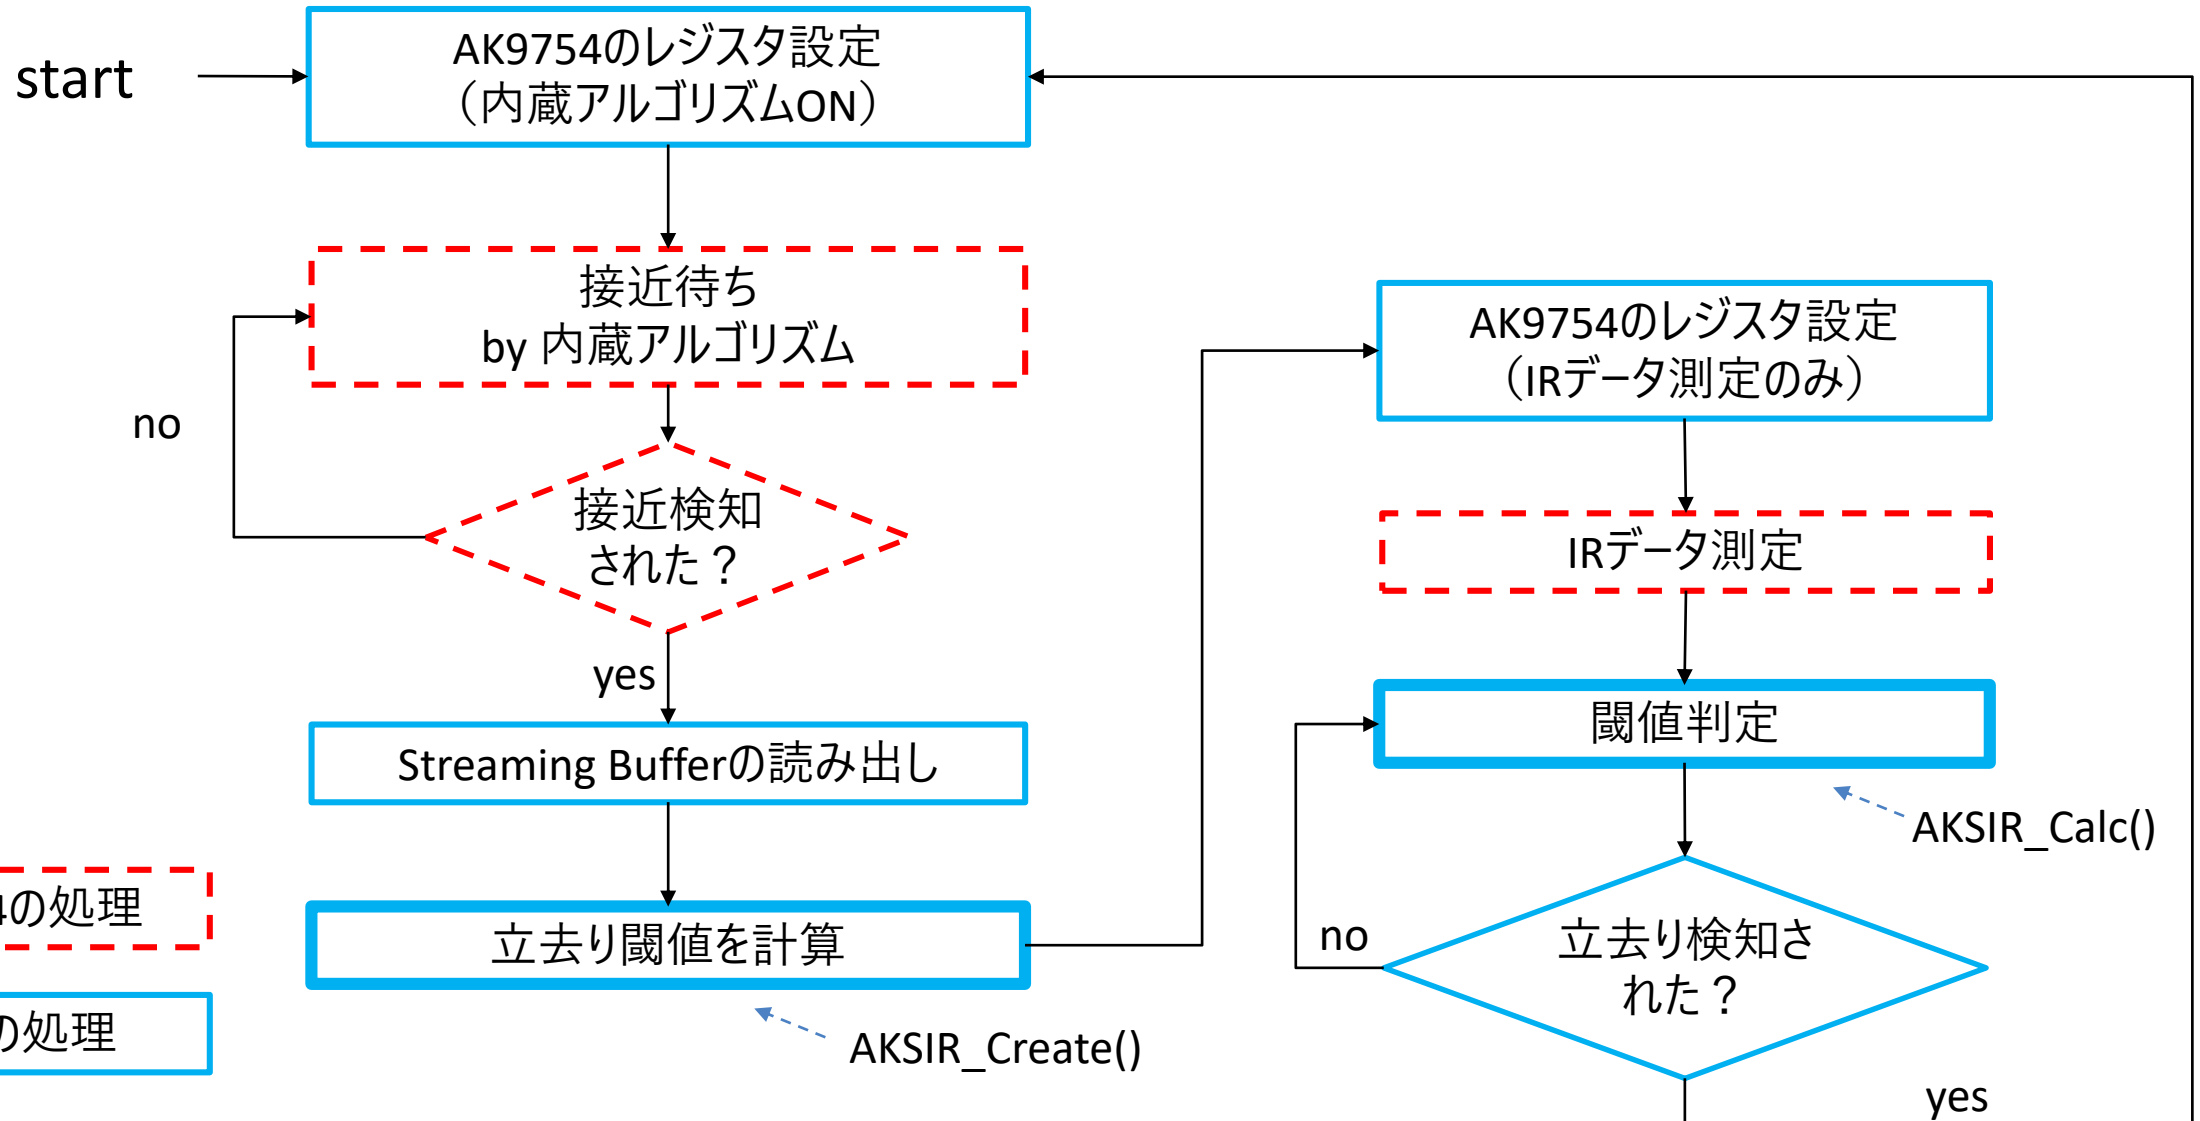 start
AK9754のレジスタ設定
（内蔵アルゴリズムON）
接近待ち
by 内蔵アルゴリズム
no
接近検知
された？
yes
Streaming Bufferの読み出し
立去り閾値を計算
AKSIR_Create()
4の処理
の処理
AK9754のレジスタ設定
（IRデータ測定のみ）
IRデータ測定
閾値判定
AKSIR_Calc()
no
立去り検知さ
れた？
yes